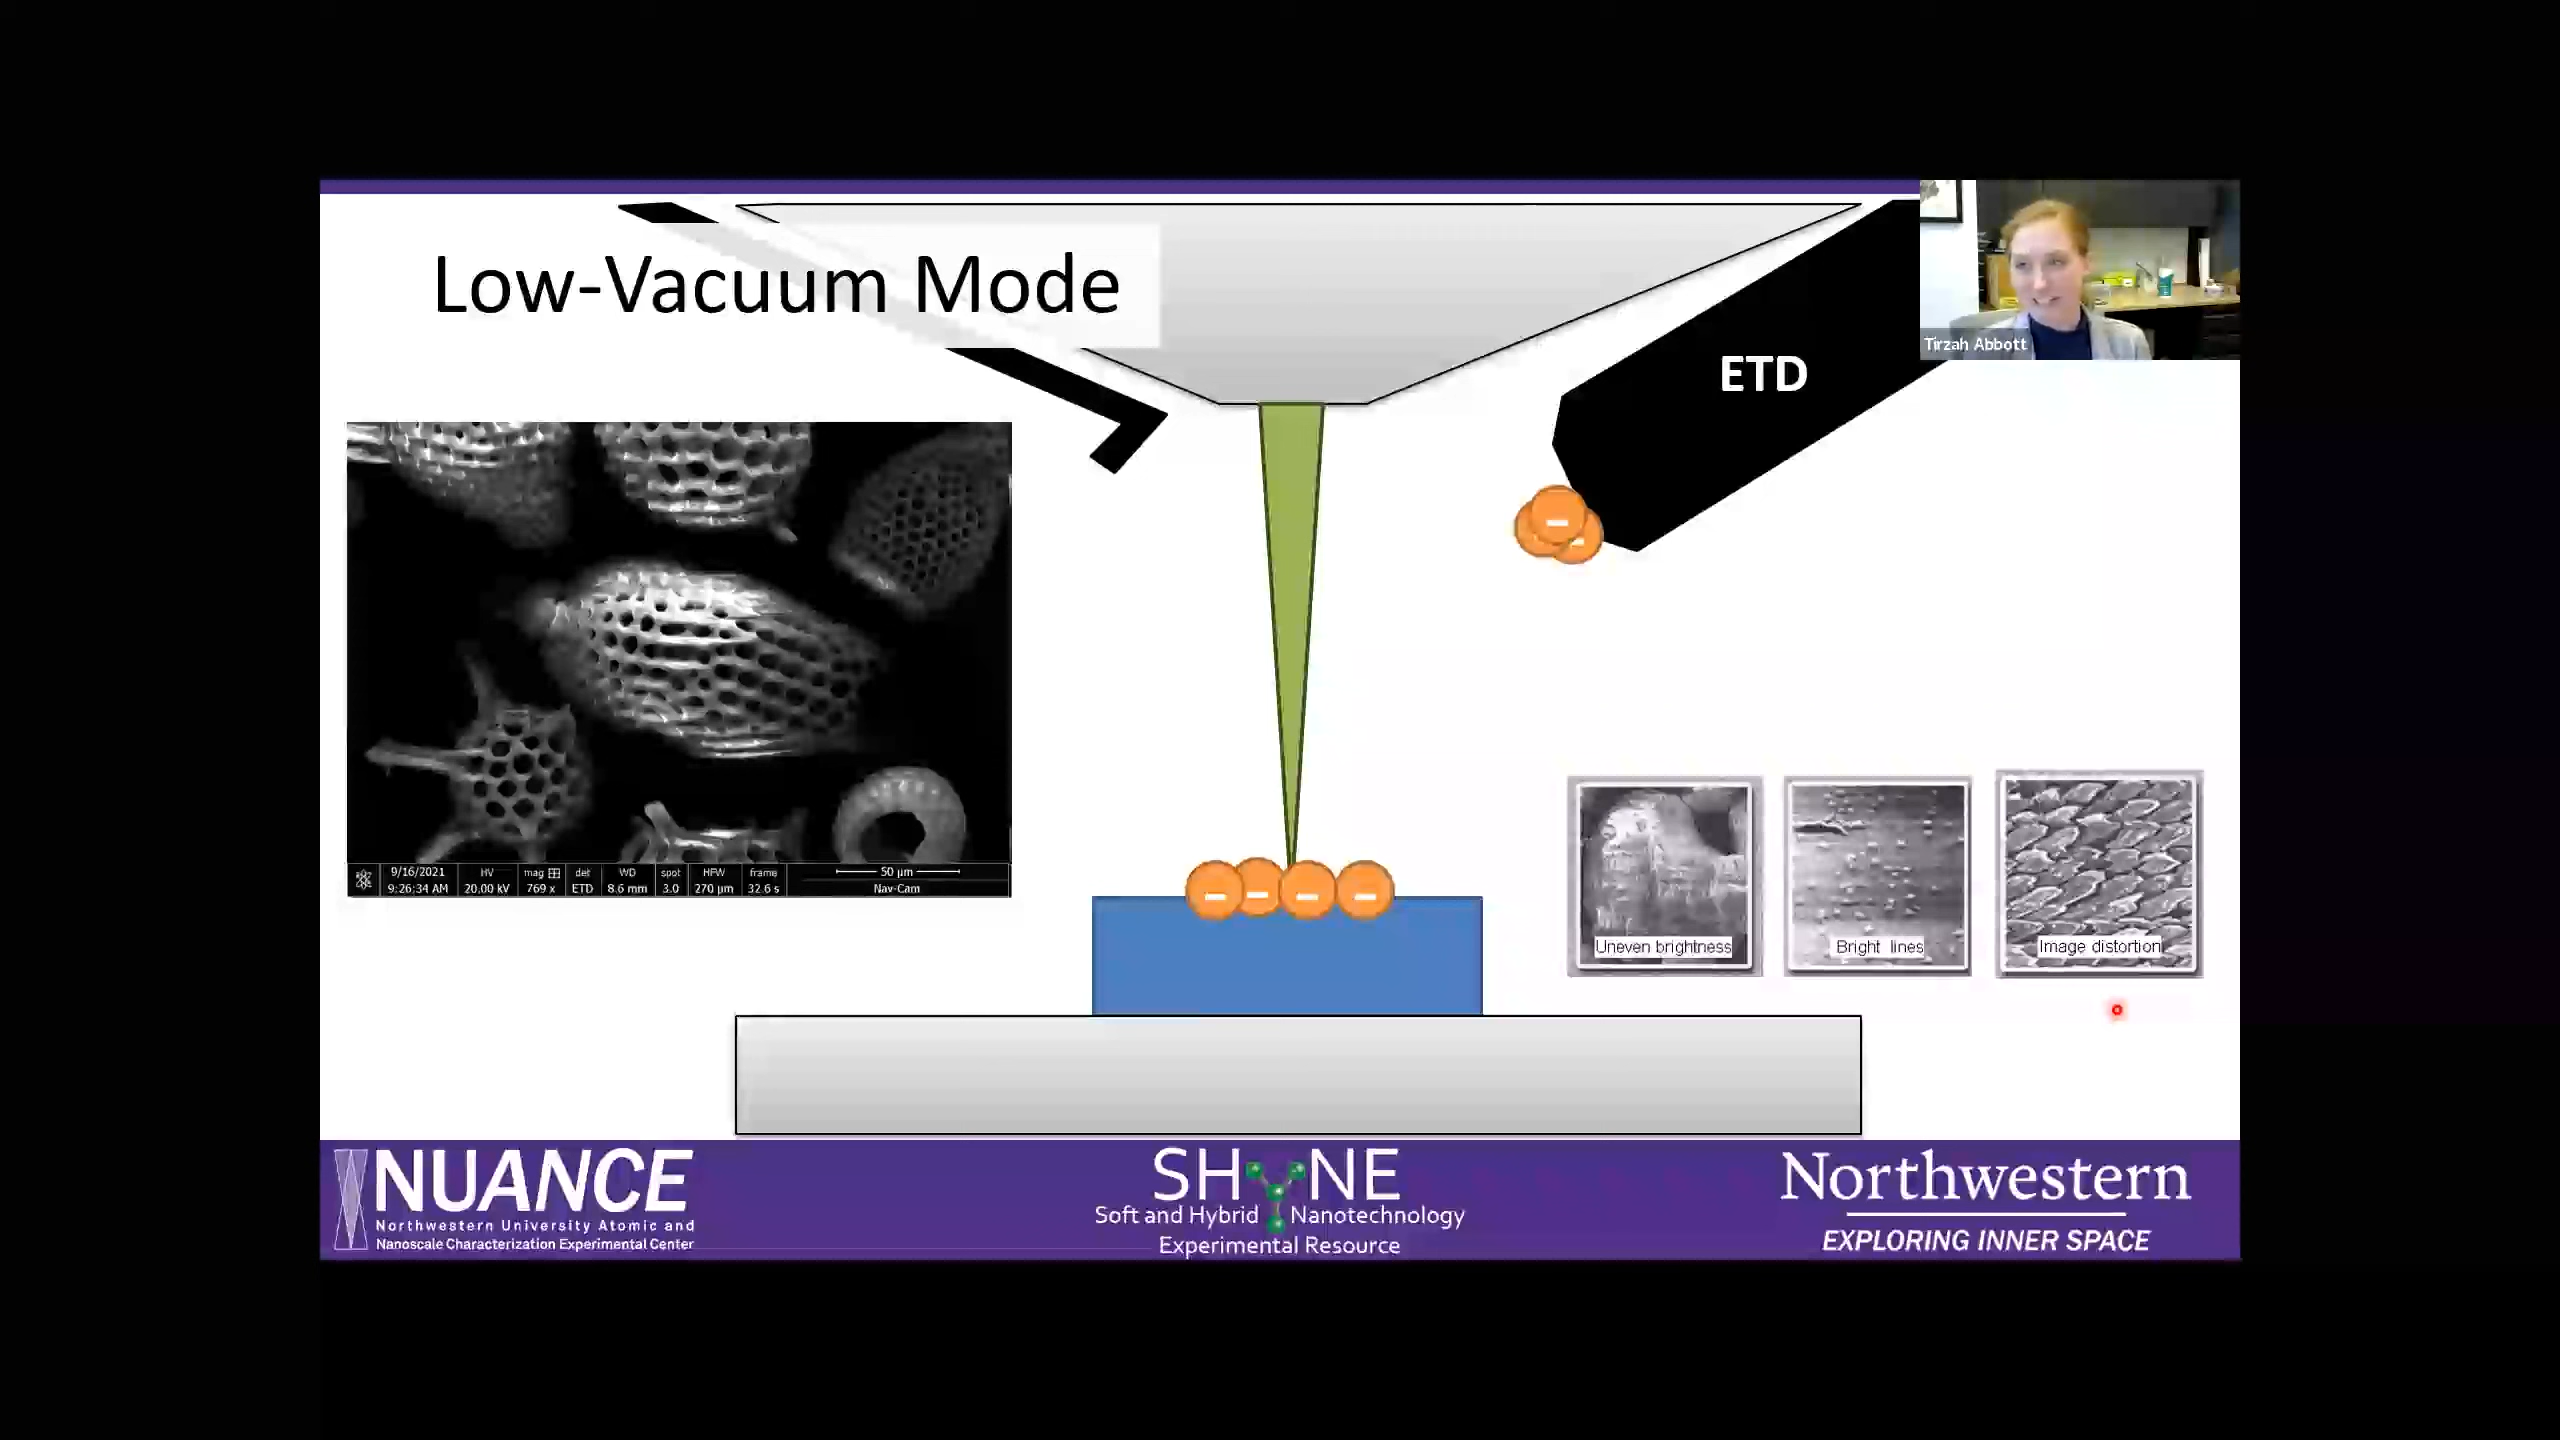 Low-Vacuum Mode
Tirzah Abbott
ETD
9/16/2021
9:26:34 AM
HV
20.00 kV
mag
769 x
det
ETD
WD
8.6 mm
spot
3.0
HFW
270 µm
frame
32.6 s
50 µm
Nav-Cam
Uneven brightness
Bright lines
Image distortion
NUANCE
Northwestern University Atomic and
Nanoscale Characterization Experimental Center
SHYNE
Soft and Hybrid Nanotechnology
Experimental Resource
Northwestern
EXPLORING INNER SPACE